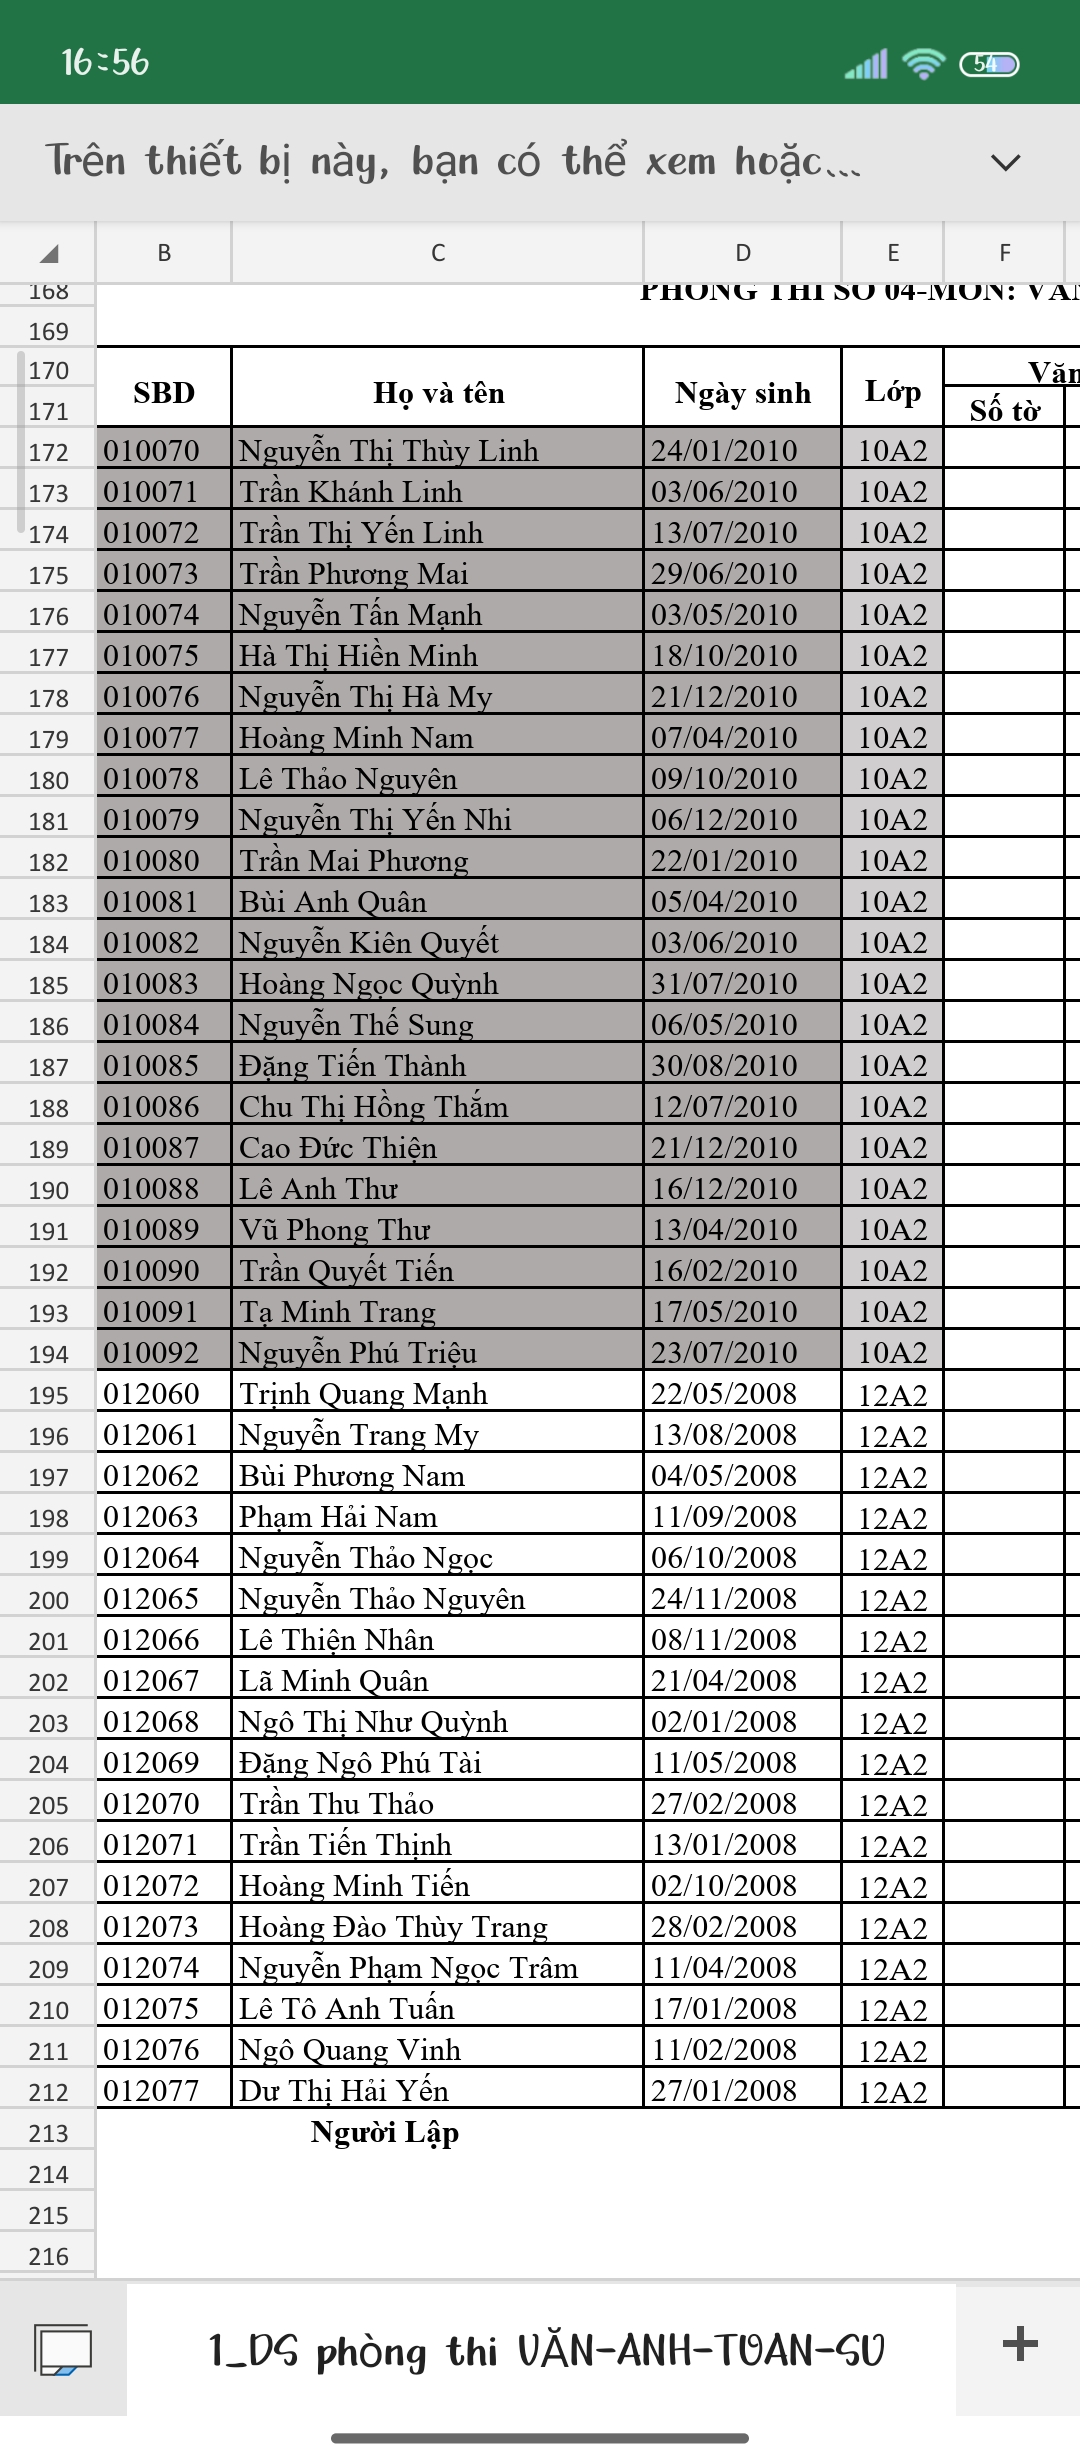 16:56
54
Trên thiết bị này, bạn có thể xem hoặc...
B C D E F
168 PHÒNG THI SỐ 04-MÔN: VĂN
169
170 Văn
SBD Họ và tên Ngày sinh Lớp
171 Số tờ
172 010070 Nguyễn Thị Thùy Linh 24/01/2010 10A2
173 010071 Trần Khánh Linh 03/06/2010 10A2
174 010072 Trần Thị Yến Linh 13/07/2010 10A2
175 010073 Trần Phương Mai 29/06/2010 10A2
176 010074 Nguyễn Tấn Mạnh 03/05/2010 10A2
177 010075 Hà Thị Hiền Minh 18/10/2010 10A2
178 010076 Nguyễn Thị Hà My 21/12/2010 10A2
179 010077 Hoàng Minh Nam 07/04/2010 10A2
180 010078 Lê Thảo Nguyên 09/10/2010 10A2
181 010079 Nguyễn Thị Yến Nhi 06/12/2010 10A2
182 010080 Trần Mai Phương 22/01/2010 10A2
183 010081 Bùi Anh Quân 05/04/2010 10A2
184 010082 Nguyễn Kiên Quyết 03/06/2010 10A2
185 010083 Hoàng Ngọc Quỳnh 31/07/2010 10A2
186 010084 Nguyễn Thế Sung 06/05/2010 10A2
187 010085 Đặng Tiến Thành 30/08/2010 10A2
188 010086 Chu Thị Hồng Thắm 12/07/2010 10A2
189 010087 Cao Đức Thiện 21/12/2010 10A2
190 010088 Lê Anh Thư 16/12/2010 10A2
191 010089 Vũ Phong Thư 13/04/2010 10A2
192 010090 Trần Quyết Tiến 16/02/2010 10A2
193 010091 Tạ Minh Trang 17/05/2010 10A2
194 010092 Nguyễn Phú Triệu 23/07/2010 10A2
195 012060 Trịnh Quang Mạnh 22/05/2008 12A2
196 012061 Nguyễn Trang My 13/08/2008 12A2
197 012062 Bùi Phương Nam 04/05/2008 12A2
198 012063 Phạm Hải Nam 11/09/2008 12A2
199 012064 Nguyễn Thảo Ngọc 06/10/2008 12A2
200 012065 Nguyễn Thảo Nguyên 24/11/2008 12A2
201 012066 Lê Thiện Nhân 08/11/2008 12A2
202 012067 Lã Minh Quân 21/04/2008 12A2
203 012068 Ngô Thị Như Quỳnh 02/01/2008 12A2
204 012069 Đặng Ngô Phú Tài 11/05/2008 12A2
205 012070 Trần Thu Thảo 27/02/2008 12A2
206 012071 Trần Tiến Thịnh 13/01/2008 12A2
207 012072 Hoàng Minh Tiến 02/10/2008 12A2
208 012073 Hoàng Đào Thùy Trang 28/02/2008 12A2
209 012074 Nguyễn Phạm Ngọc Trâm 11/04/2008 12A2
210 012075 Lê Tô Anh Tuấn 17/01/2008 12A2
211 012076 Ngô Quang Vinh 11/02/2008 12A2
212 012077 Dư Thị Hải Yến 27/01/2008 12A2
213 Người Lập
214
215
216
1_DS phòng thi VĂN-ANH-TOAN-SU